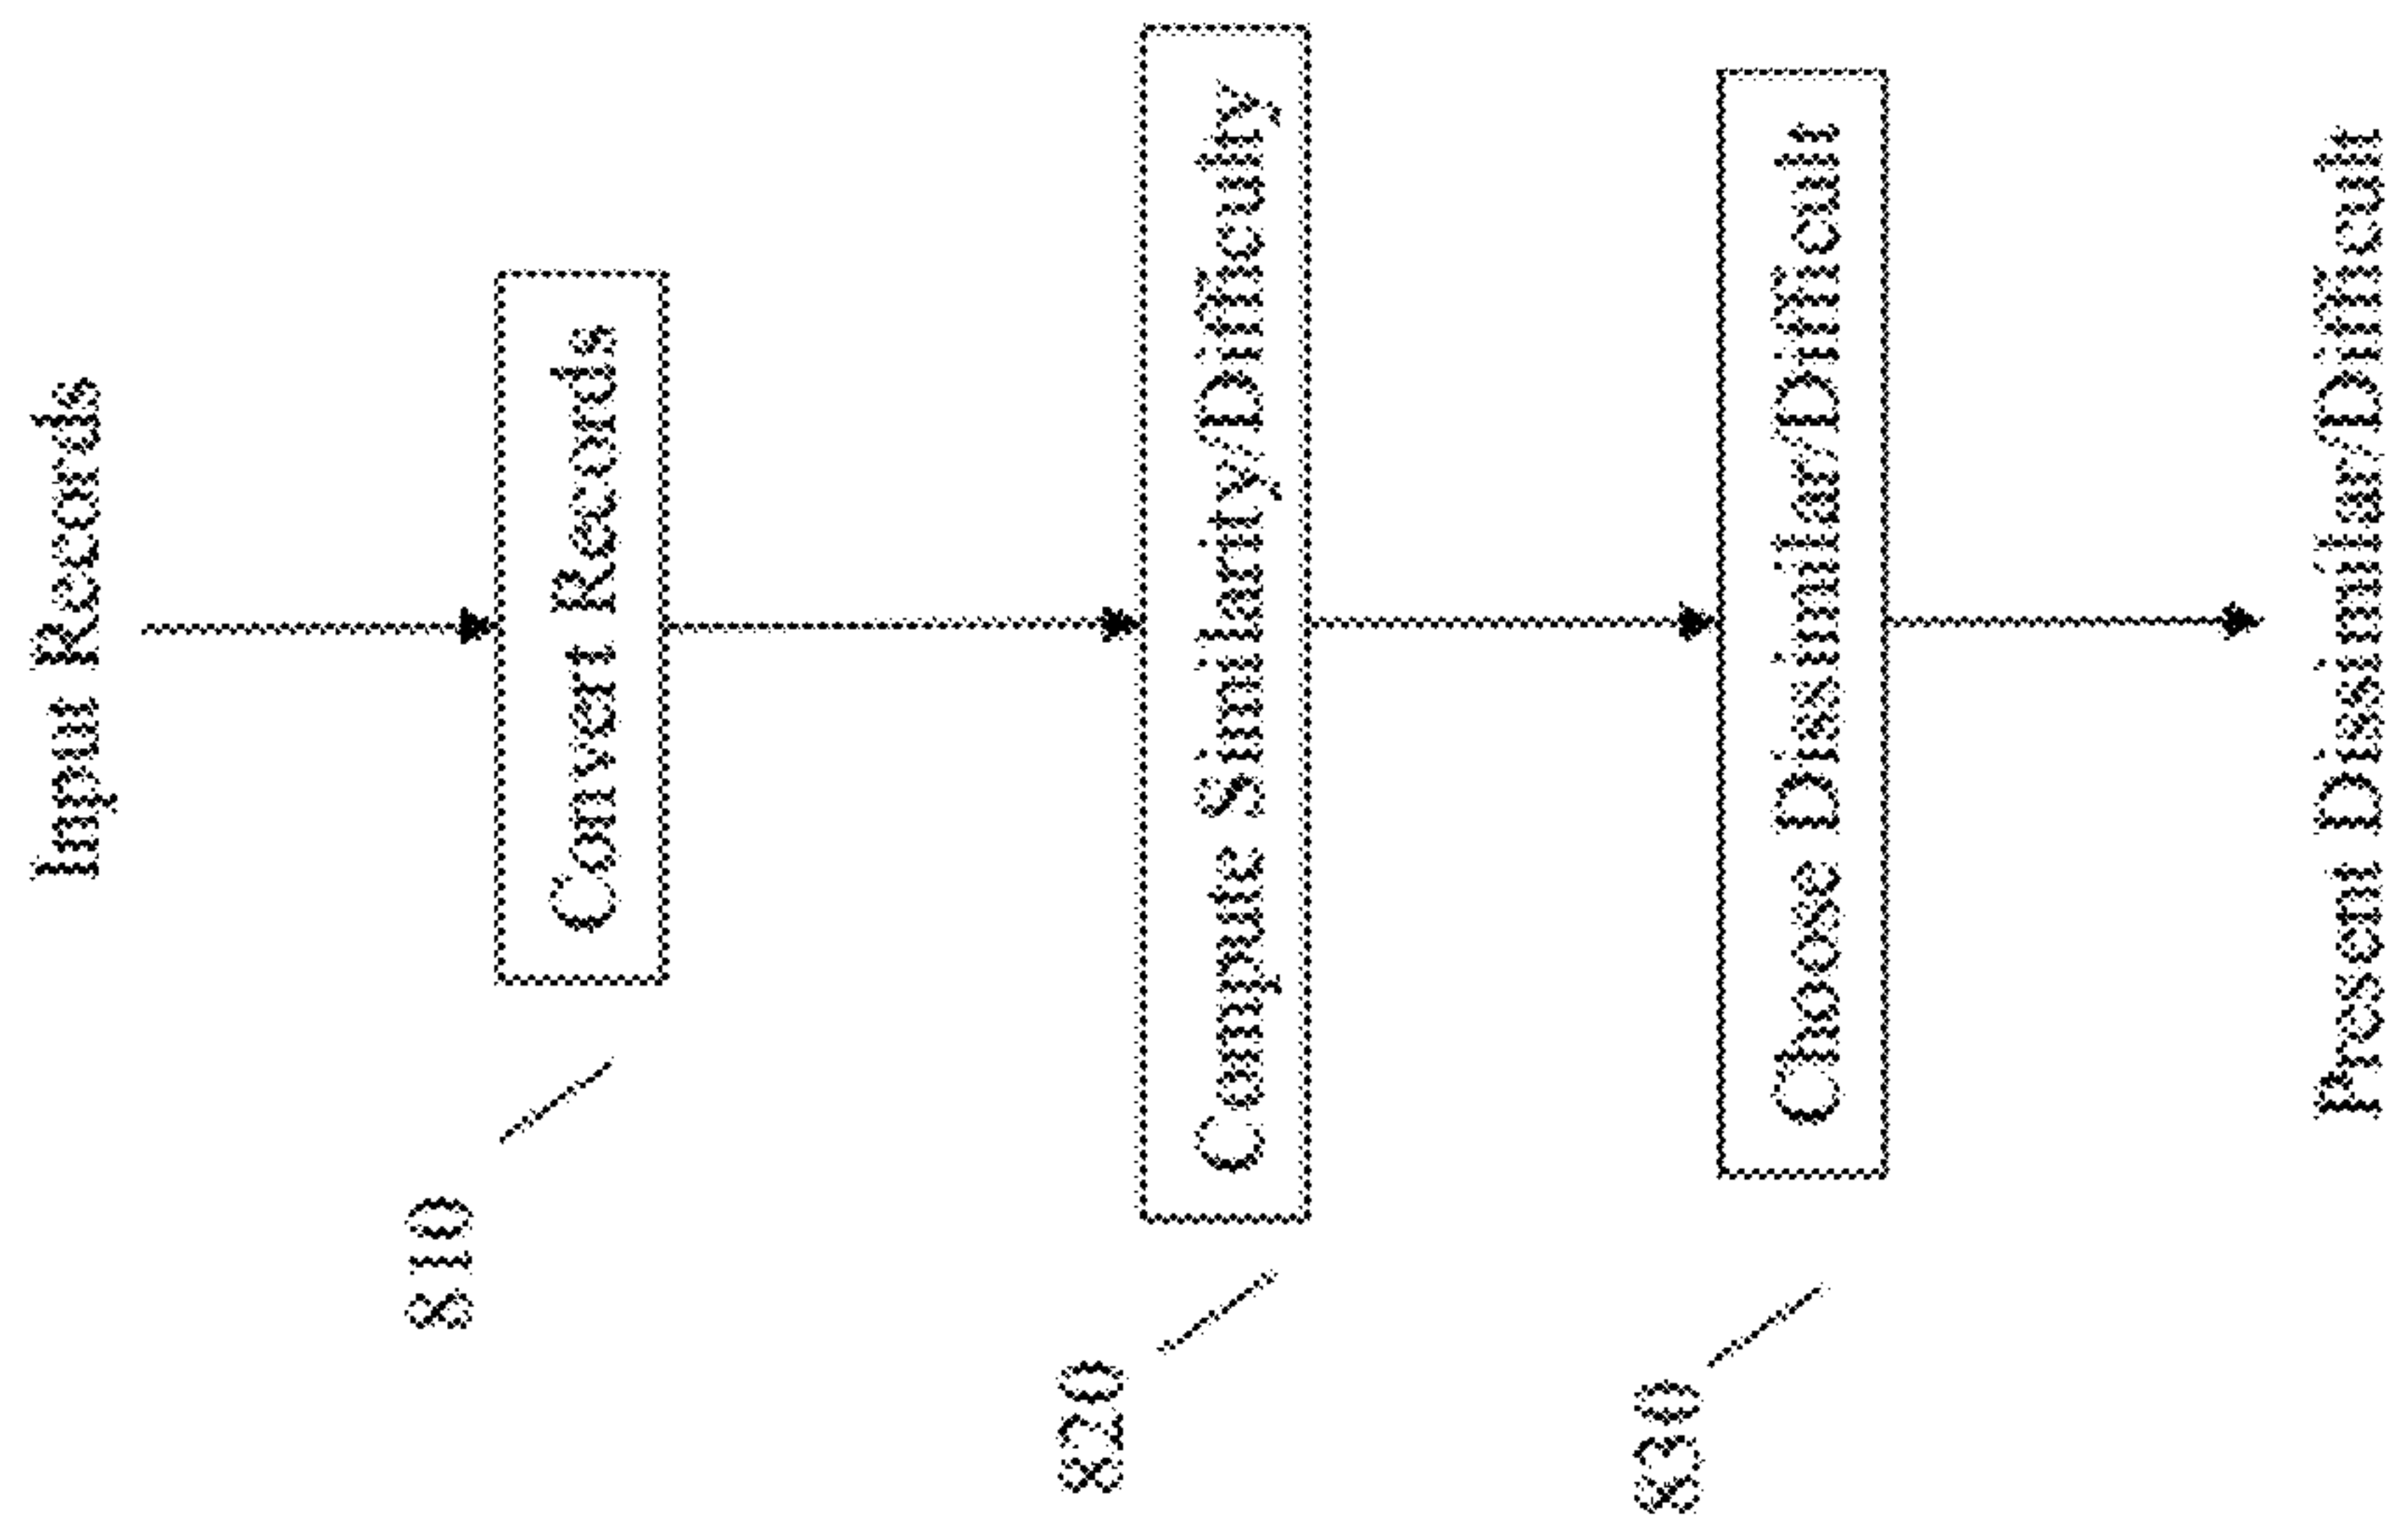 Input Records
810
Convert Records
820
Compute Similarity/Difficulty
830
Choose Dissimilar/Difficult
Present Dissimilar/Difficult